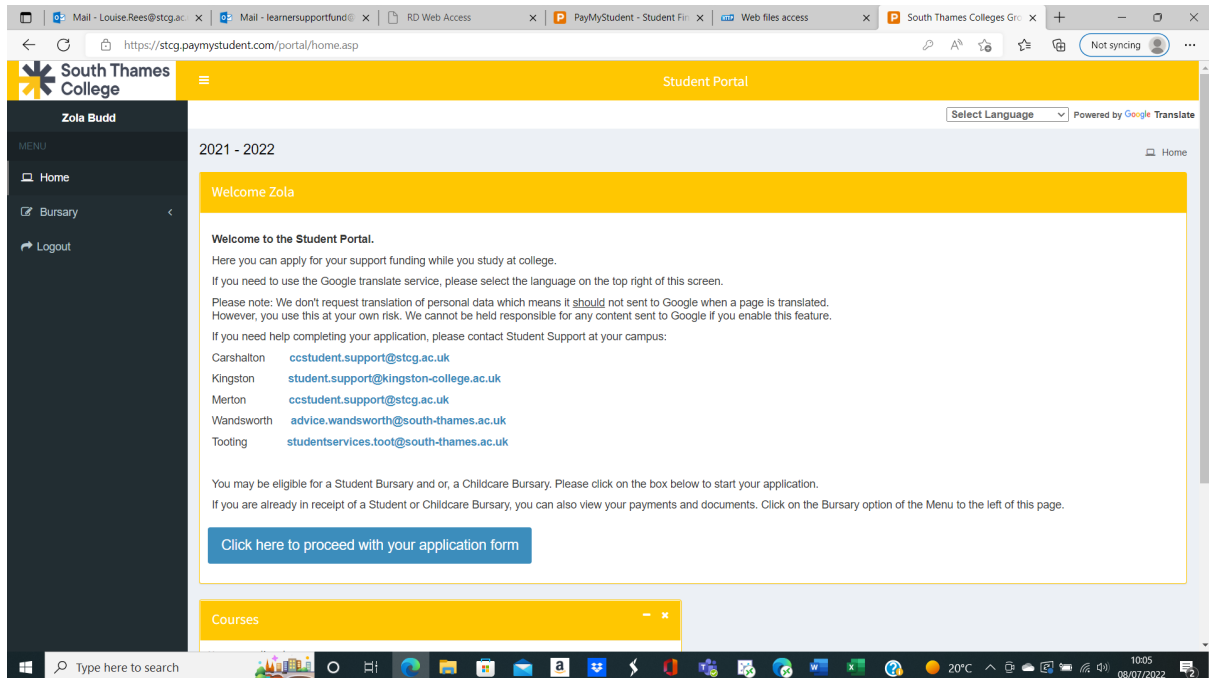 Mail - Louise.Rees@stcg.ac.
Mail - learnersupportfund@
RD Web Access
PayMyStudent - Student Fin
Web files access
South Thames Colleges Gro
https://stcg.paymystudent.com/portal/home.asp
Not syncing
South Thames
College
Student Portal
Zola Budd
Select Language
Powered by Google Translate
MENU
2021 - 2022
Home
Home
Welcome Zola
Bursary
Logout
Welcome to the Student Portal.
Here you can apply for your support funding while you study at college.
If you need to use the Google translate service, please select the language on the top right of this screen.
Please note: We don't request translation of personal data which means it should not sent to Google when a page is translated.
However, you use this at your own risk. We cannot be held responsible for any content sent to Google if you enable this feature.
If you need help completing your application, please contact Student Support at your campus:
Carshalton ccstudent.support@stcg.ac.uk
Kingston student.support@kingston-college.ac.uk
Merton ccstudent.support@stcg.ac.uk
Wandsworth advice.wandsworth@south-thames.ac.uk
Tooting studentservices.toot@south-thames.ac.uk
You may be eligible for a Student Bursary and or, a Childcare Bursary. Please click on the box below to start your application.
If you are already in receipt of a Student or Childcare Bursary, you can also view your payments and documents. Click on the Bursary option of the Menu to the left of this page.
Click here to proceed with your application form
Courses
Type here to search
20°C
10:05
08/07/2022